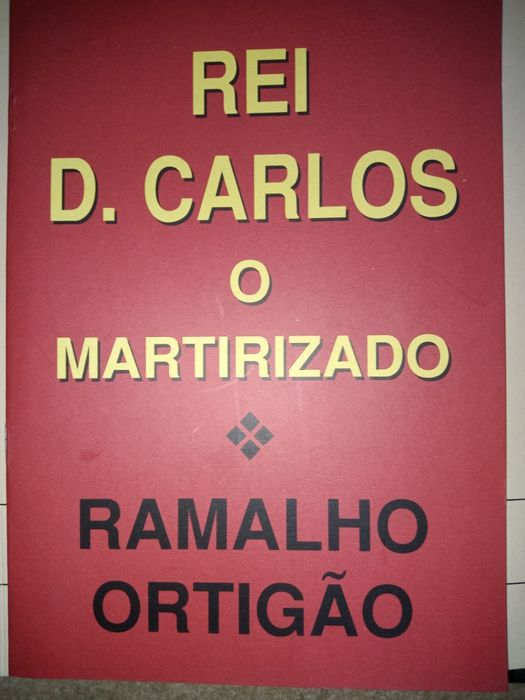 REI
D. CARLOS
O
MARTIRIZADO
RAMALHO
ORTIGÃO